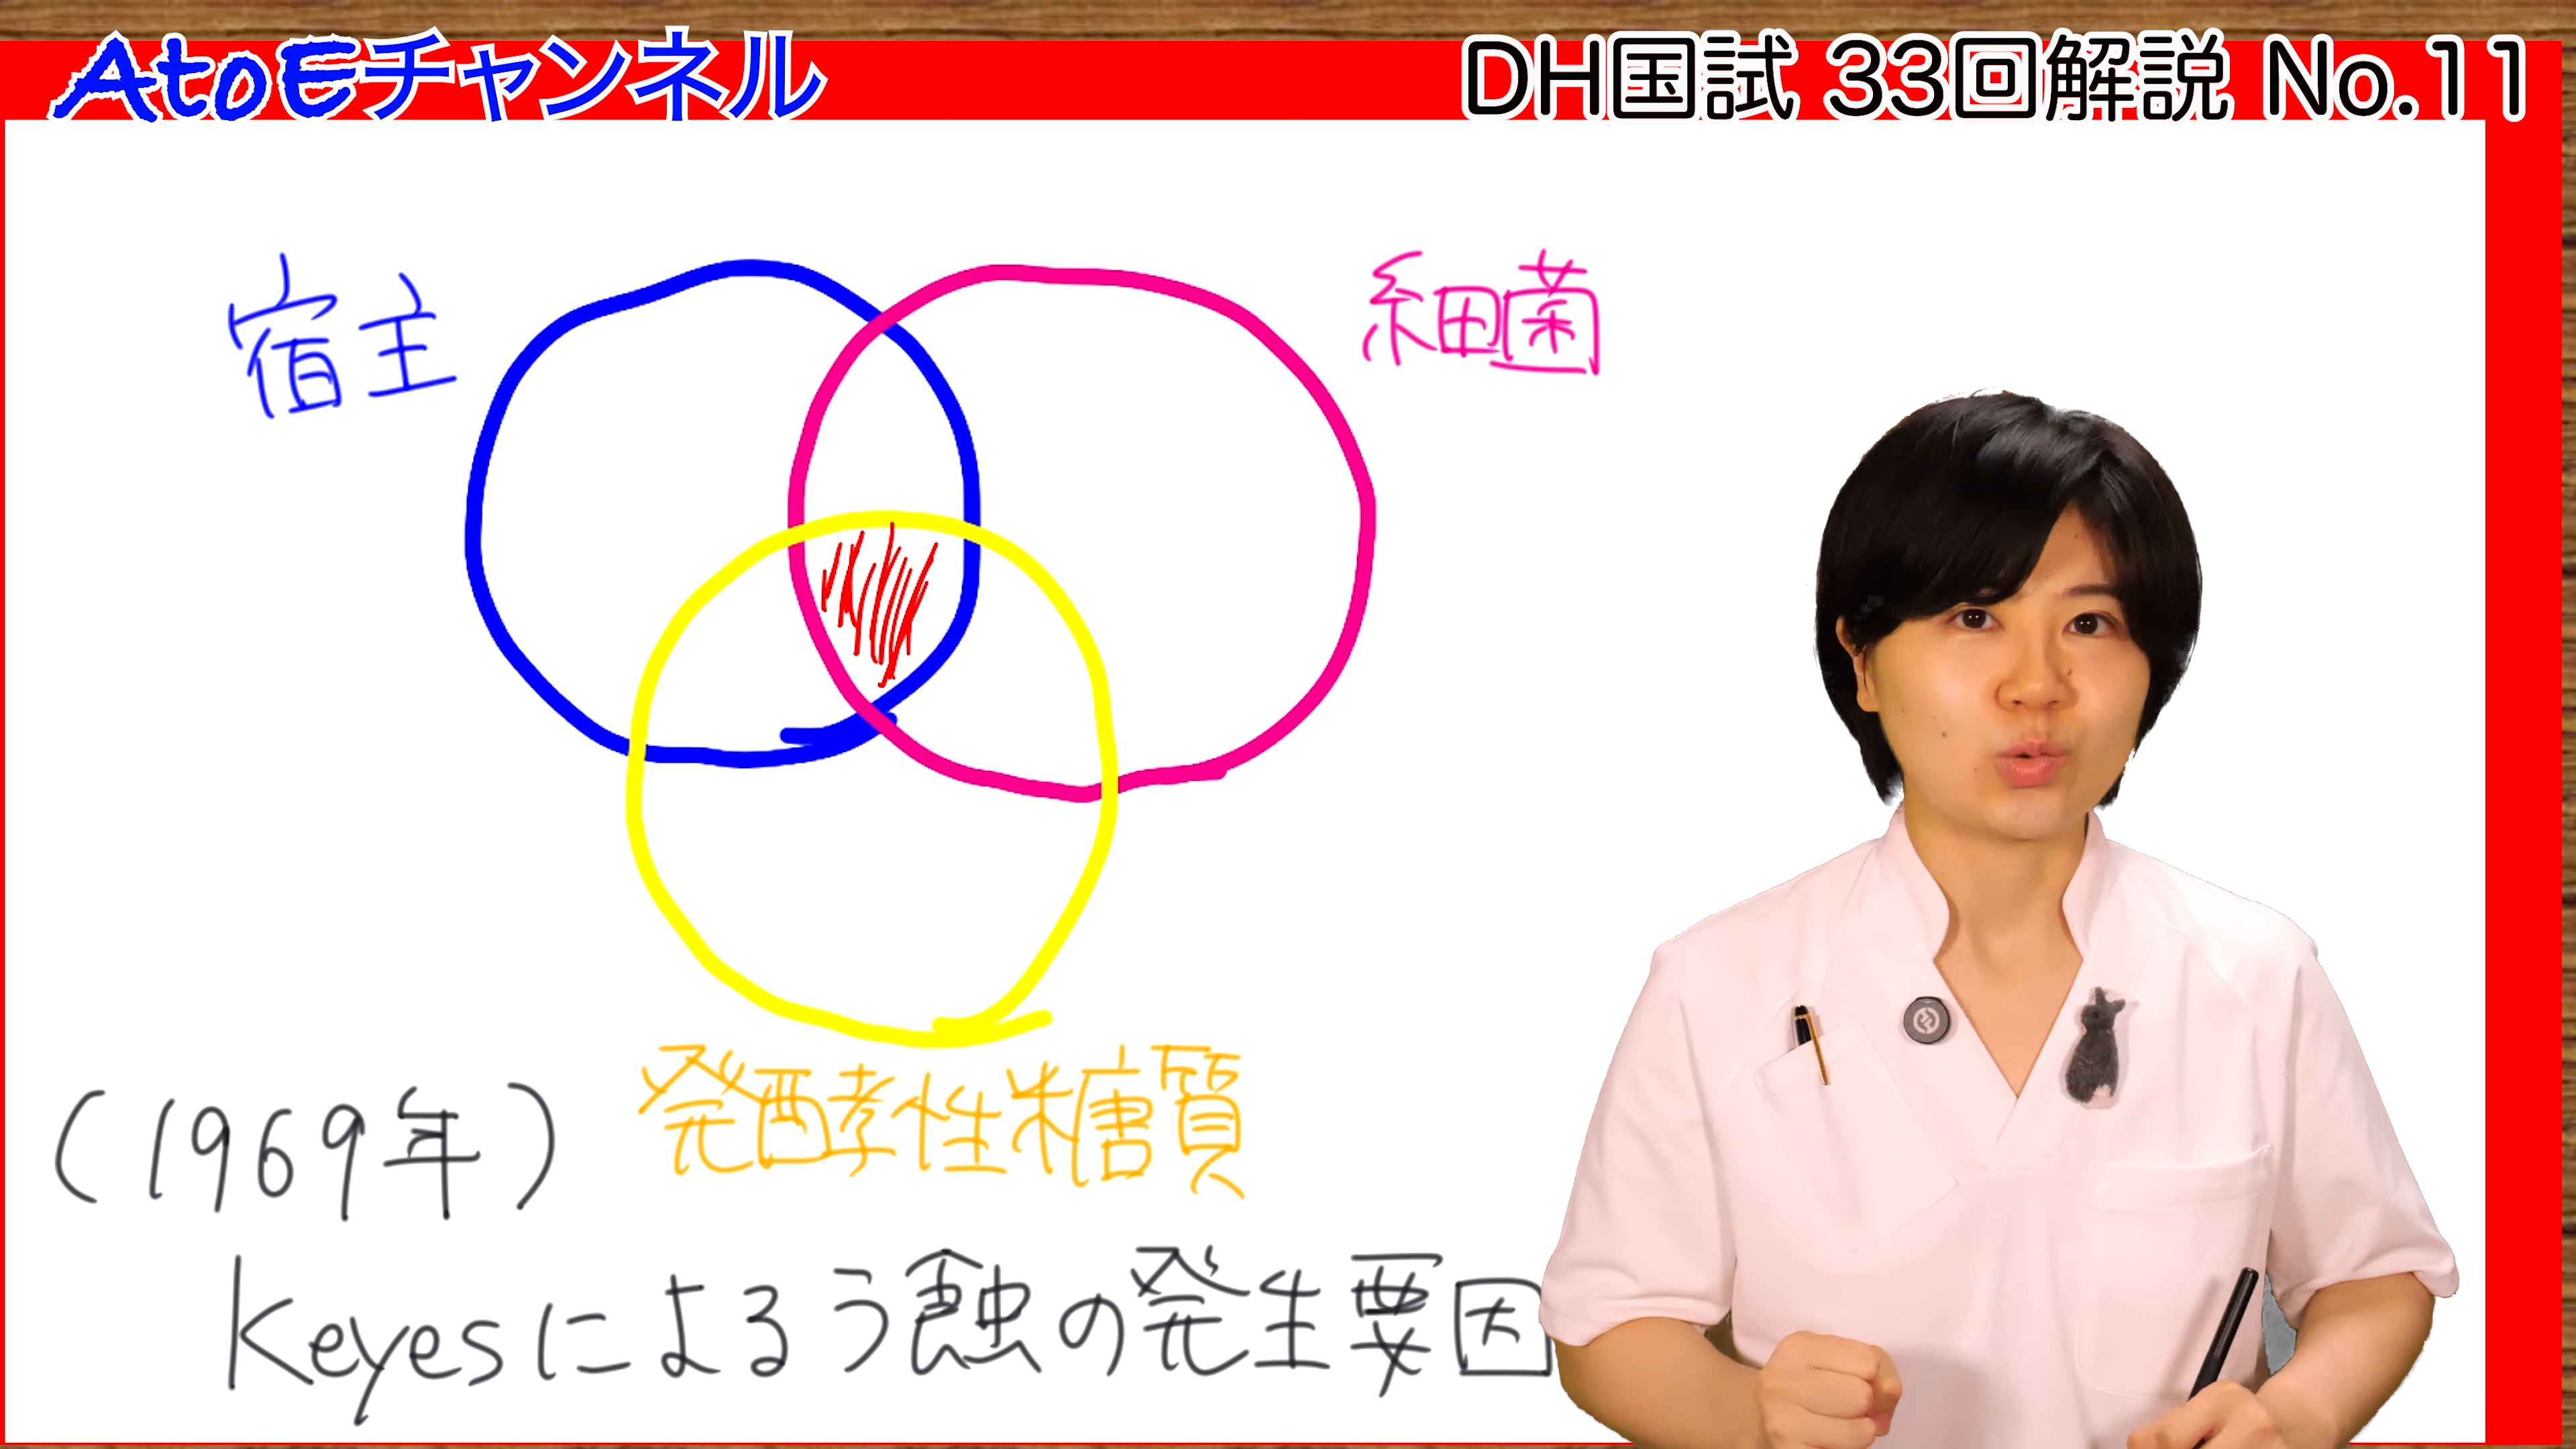 AtoEチャンネル
DH国試 33回解説 No.11
宿主
細菌
発酵性糖質
(1969年)
Keyesによるう蝕の発生要因